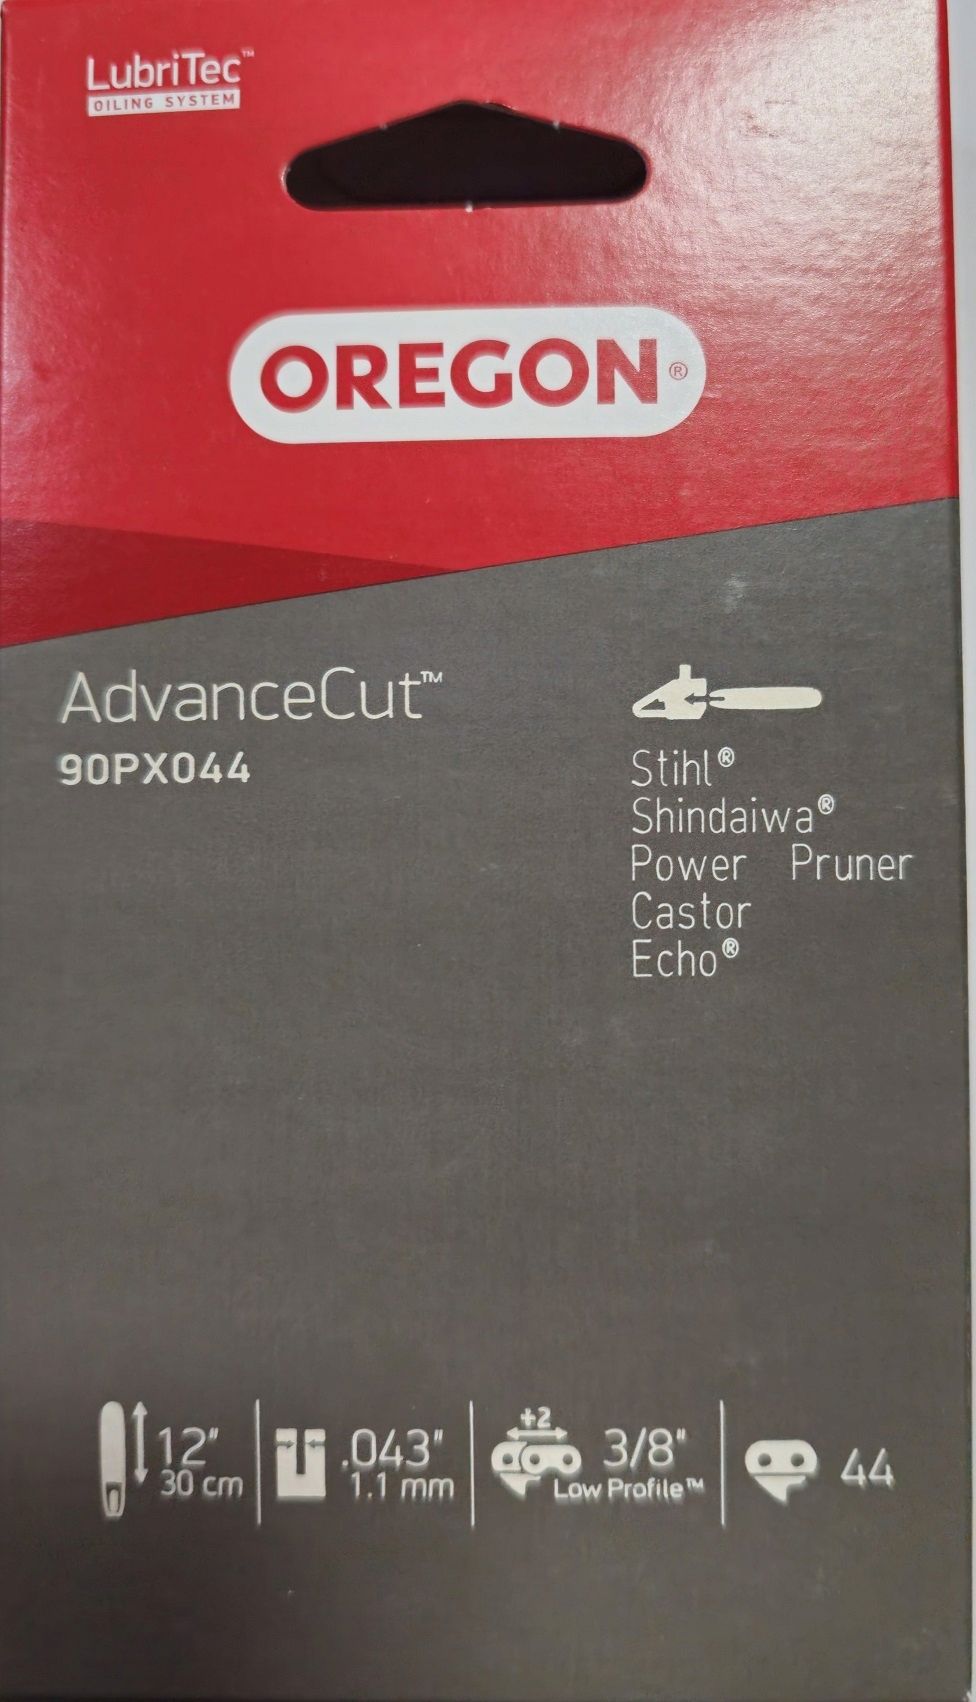 LubriTec™
OILING SYSTEM
OREGON®
AdvanceCut™
90PX044
Stihl®
Shindaiwa®
Power Pruner
Castor
Echo®
12"
30 cm
.043"
1.1 mm
+2
3/8"
Low Profile™
44